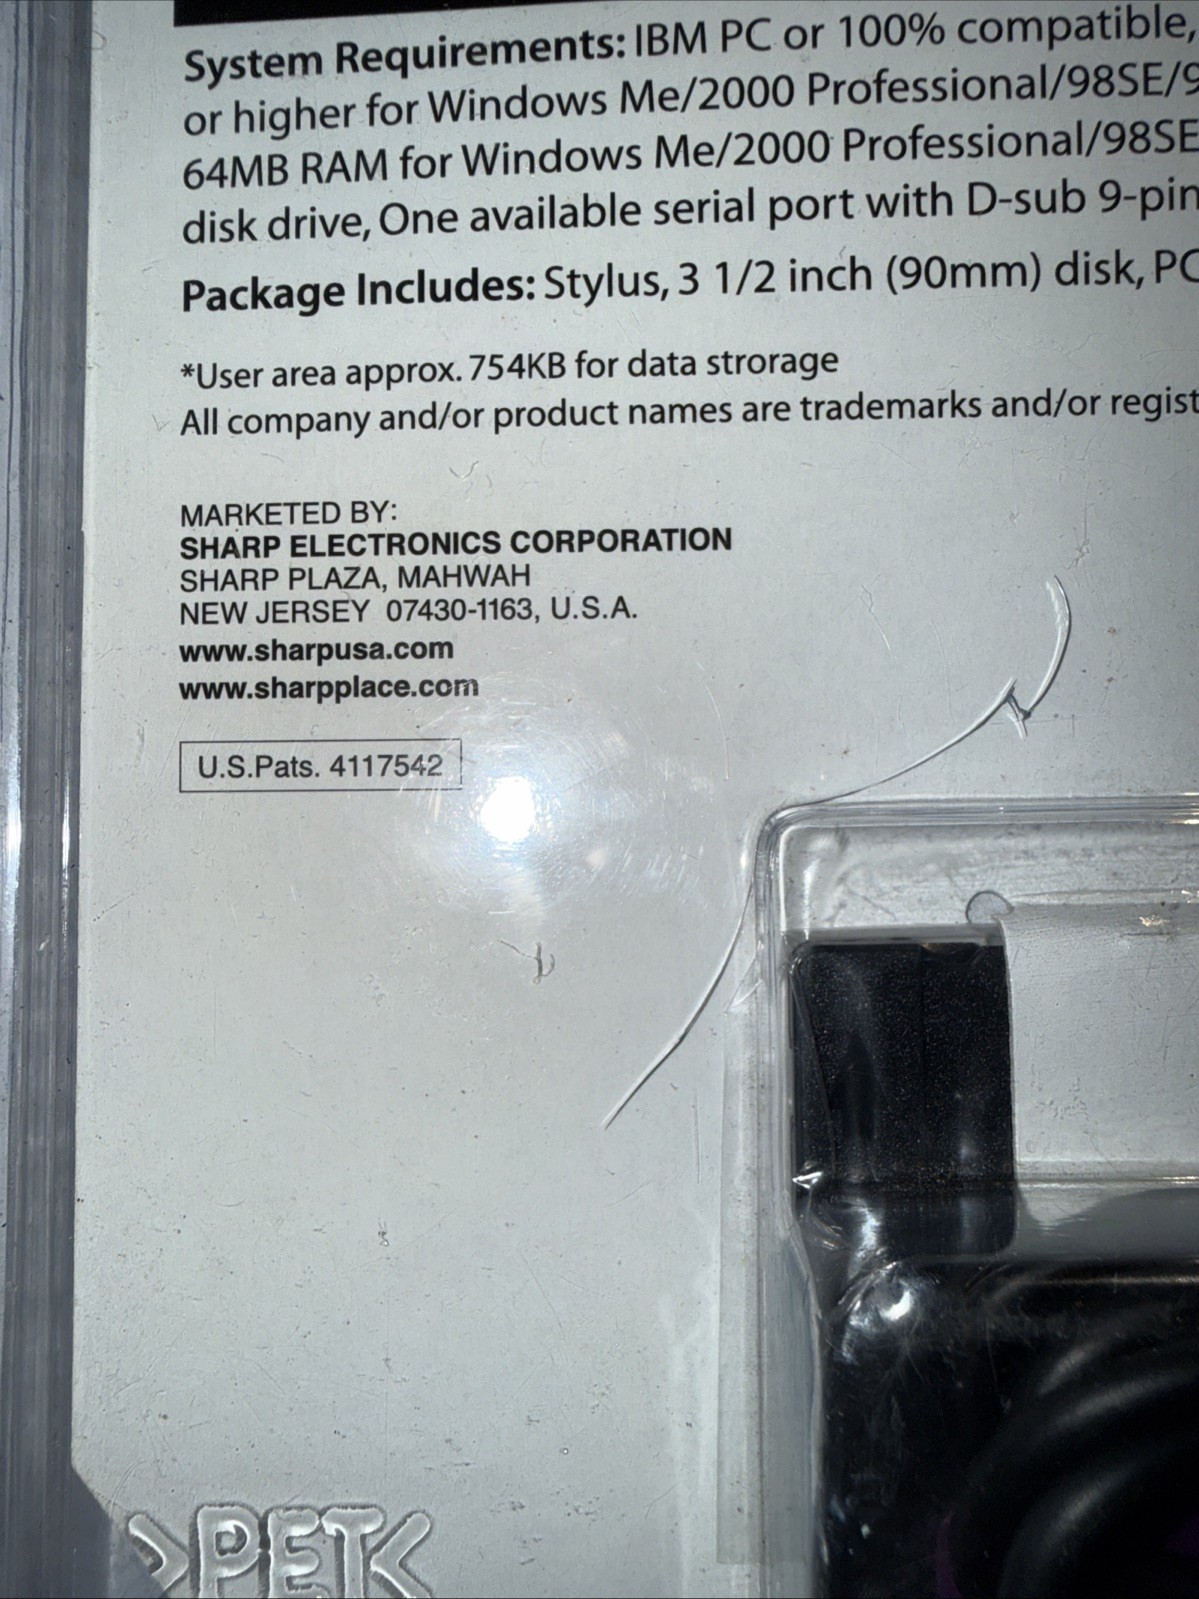 System Requirements: IBM PC or 100% compatible,
or higher for Windows Me/2000 Professional/98SE/9
64MB RAM for Windows Me/2000 Professional/98SE
disk drive, One available serial port with D-sub 9-pin
Package Includes: Stylus, 3 1/2 inch (90mm) disk, PC
*User area approx. 754KB for data strorage
All company and/or product names are trademarks and/or regist
MARKETED BY:
SHARP ELECTRONICS CORPORATION
SHARP PLAZA, MAHWAH
NEW JERSEY 07430-1163, U.S.A.
www.sharpusa.com
www.sharpplace.com
U.S.Pats. 4117542
>PET<